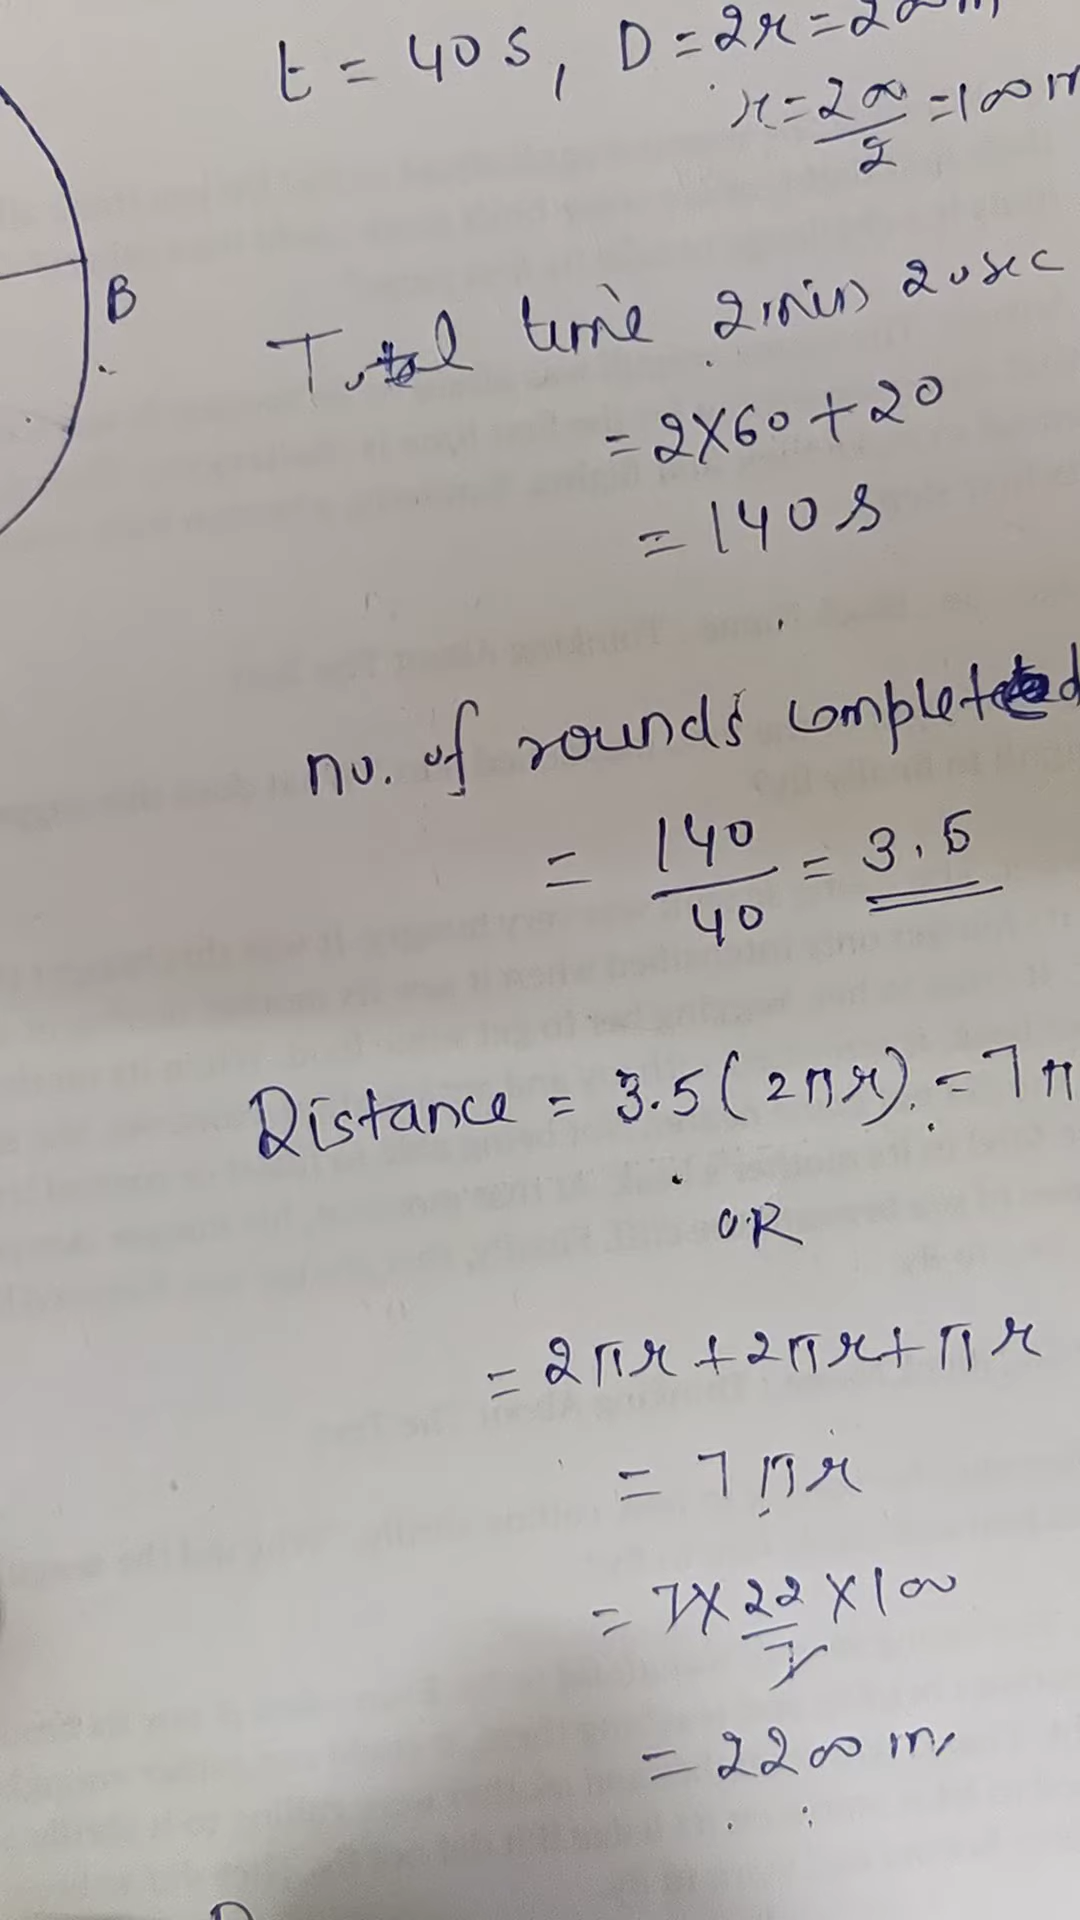 t = 40 s, D = 2r = 200m
r = 200/2 = 100 m
B
Total time 2 min 20 sec
= 2×60 + 20
= 140 s
no. of rounds completed
= 140/40 = 3.5
Distance = 3.5 (2πr) = 7π
OR
= 2πr + 2πr + πr
= 7πr
= 7 × 22/7 × 100
= 2200 m